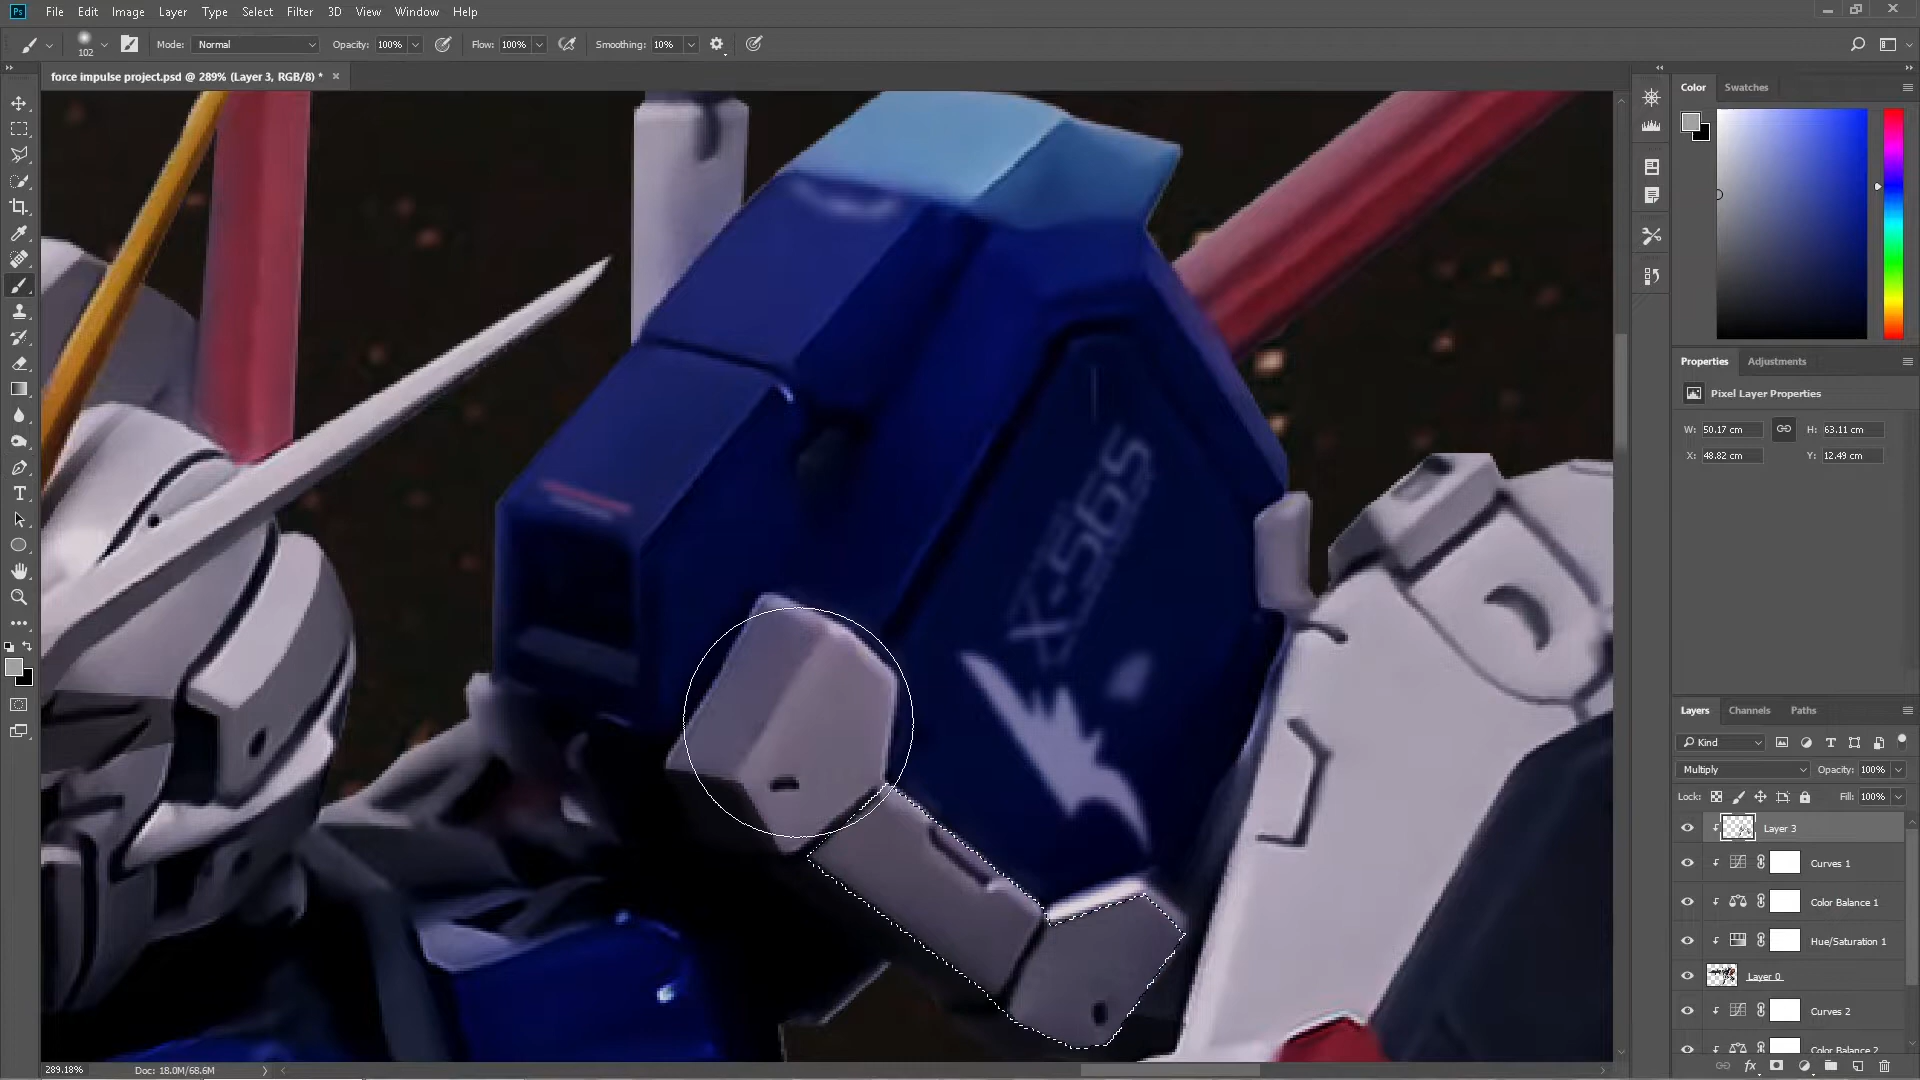 Ps File Edit Image Layer Type Select Filter 3D View Window Help
102 Mode: Normal Opacity: 100% Flow: 100% Smoothing: 10%
force impulse project.psd @ 289% (Layer 3, RGB/8) *
Color Swatches
Properties Adjustments
Pixel Layer Properties
W: 50.17 cm H: 63.11 cm
X: 48.82 cm Y: 12.49 cm
X-56S
Layers Channels Paths
Kind
Multiply Opacity: 100%
Lock: Fill: 100%
Layer 3
Curves 1
Color Balance 1
Hue/Saturation 1
Layer 0
Curves 2
Color Balance 2
289.18% Doc: 18.0M/68.6M